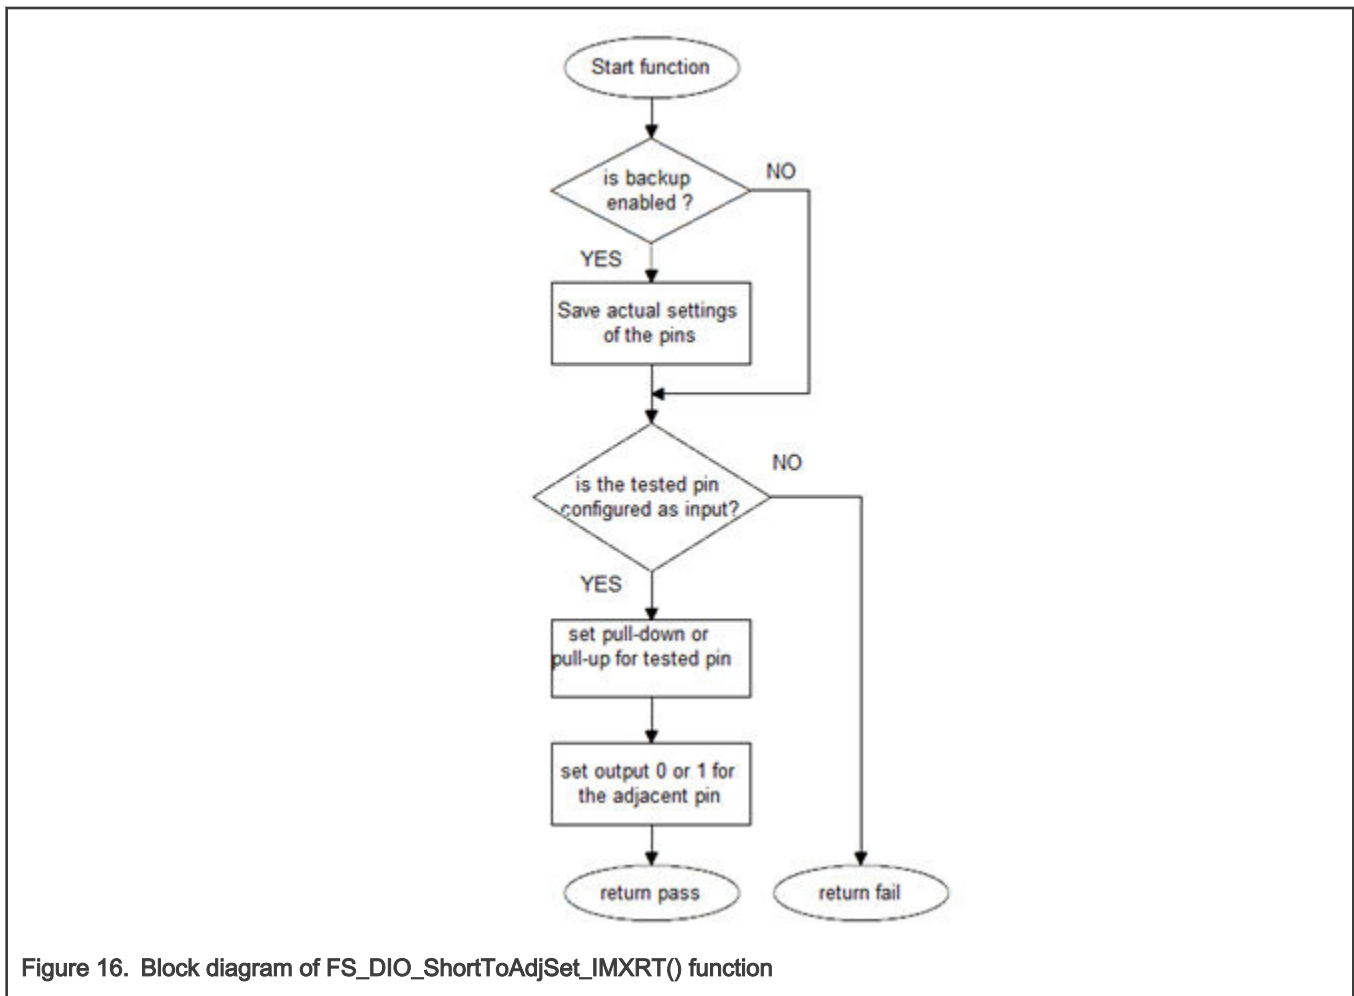 Start function
is backup
enabled ?
NO
YES
Save actual settings
of the pins
is the tested pin
configured as input?
NO
YES
set pull-down or
pull-up for tested pin
set output 0 or 1 for
the adjacent pin
return pass
return fail
Figure 16. Block diagram of FS_DIO_ShortToAdjSet_IMXRT() function